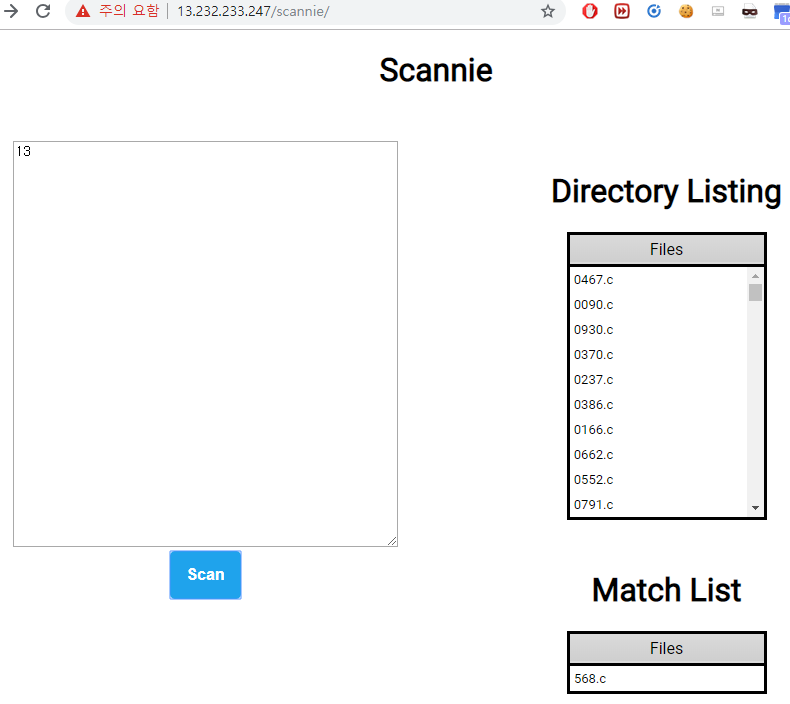 주의 요함 | 13.232.233.247/scannie/
Scannie
13
Scan
Directory Listing
Files
0467.c
0090.c
0930.c
0370.c
0237.c
0386.c
0166.c
0662.c
0552.c
0791.c
Match List
Files
568.c